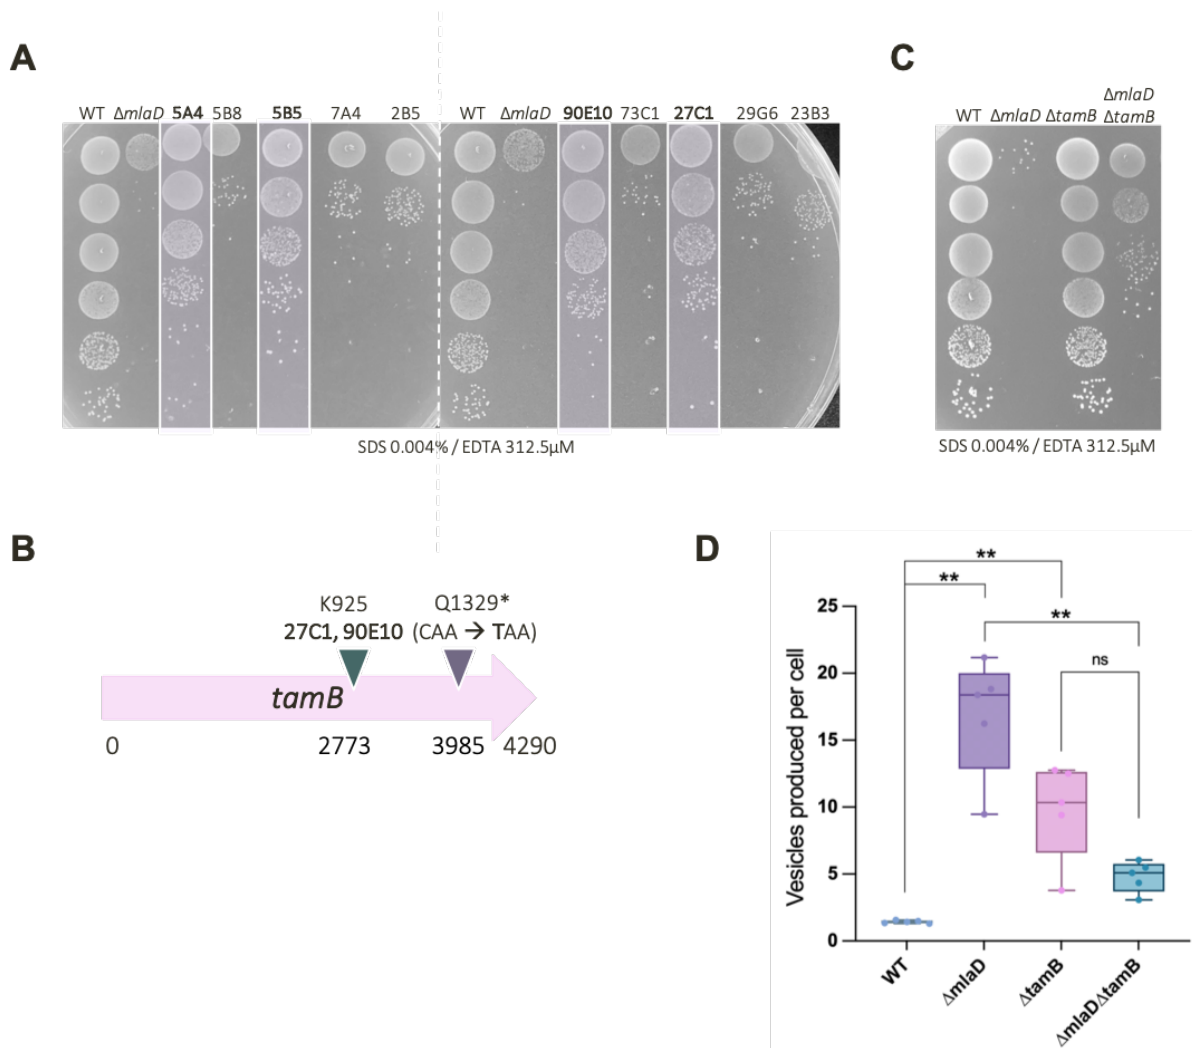 A
WT ΔmlaD 5A4 5B8 5B5 7A4 2B5 WT ΔmlaD 90E10 73C1 27C1 29G6 23B3
SDS 0.004% / EDTA 312.5µM
C
ΔmlaD
WT ΔmlaD ΔtamB ΔtamB
SDS 0.004% / EDTA 312.5µM
B
K925 Q1329*
27C1, 90E10 (CAA → TAA)
tamB
0 2773 3985 4290
D
**
**
**
ns
Vesicles produced per cell
25
20
15
10
5
0
WT
ΔmlaD
ΔtamB
ΔmlaDΔtamB